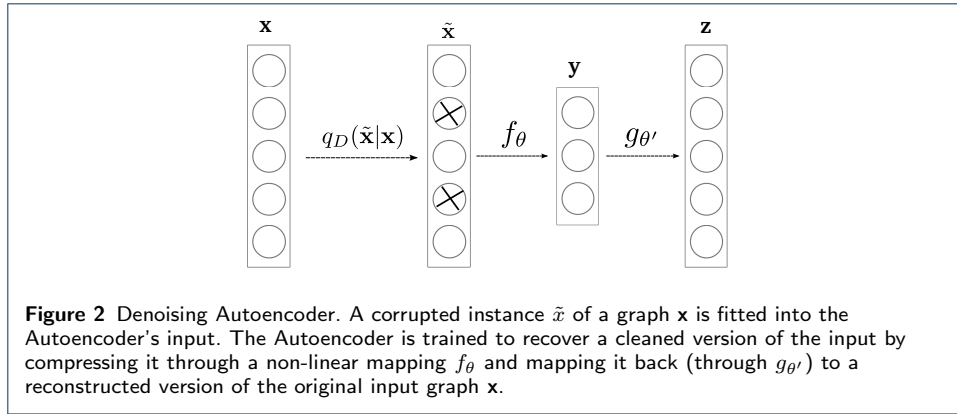 x x̃ y z
q_D(x̃|x) f_θ g_θ′
Figure 2 Denoising Autoencoder. A corrupted instance x̃ of a graph x is fitted into the
Autoencoder's input. The Autoencoder is trained to recover a cleaned version of the input by
compressing it through a non-linear mapping f_θ and mapping it back (through g_θ′) to a
reconstructed version of the original input graph x.